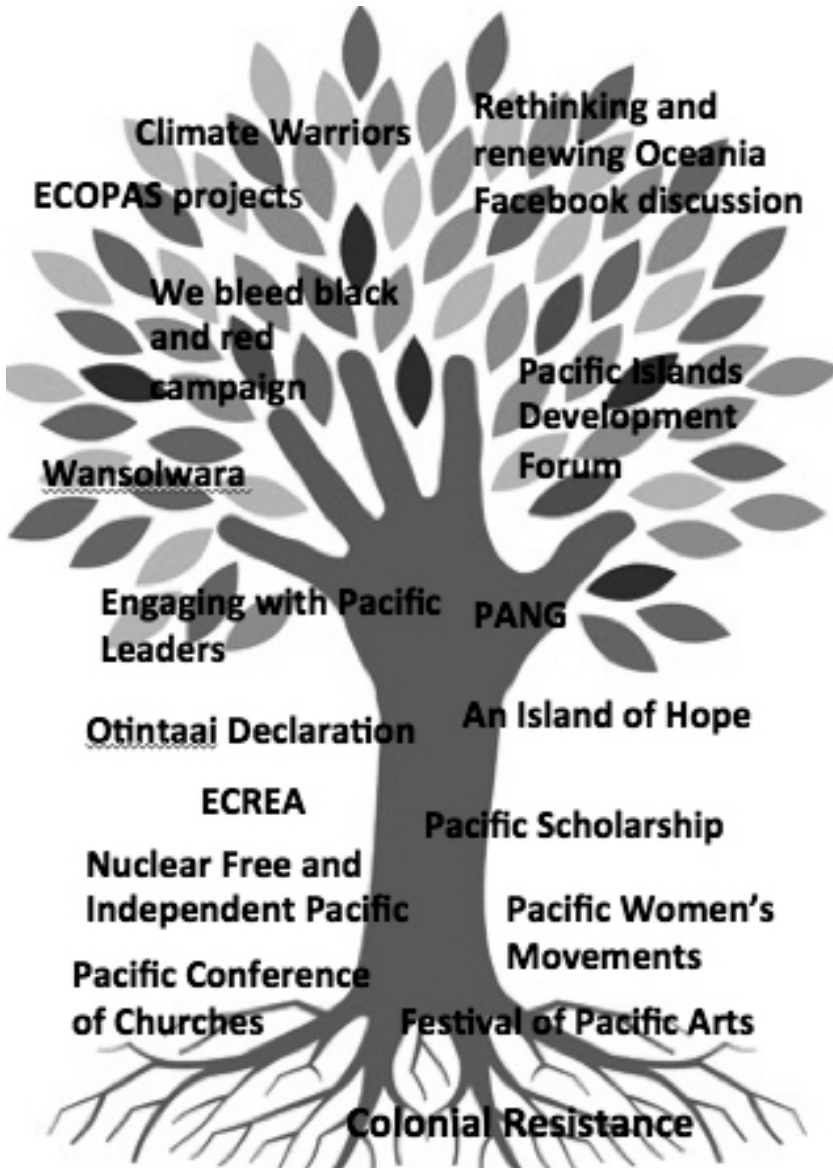 Climate Warriors
Rethinking and
renewing Oceania
Facebook discussion
ECOPAS projects
We bleed black
and red
campaign
Pacific Islands
Development
Forum
Wansolwara
Engaging with Pacific
Leaders
PANG
Otintaai Declaration
An Island of Hope
ECREA
Pacific Scholarship
Nuclear Free and
Independent Pacific
Pacific Women’s
Movements
Pacific Conference
of Churches
Festival of Pacific Arts
Colonial Resistance